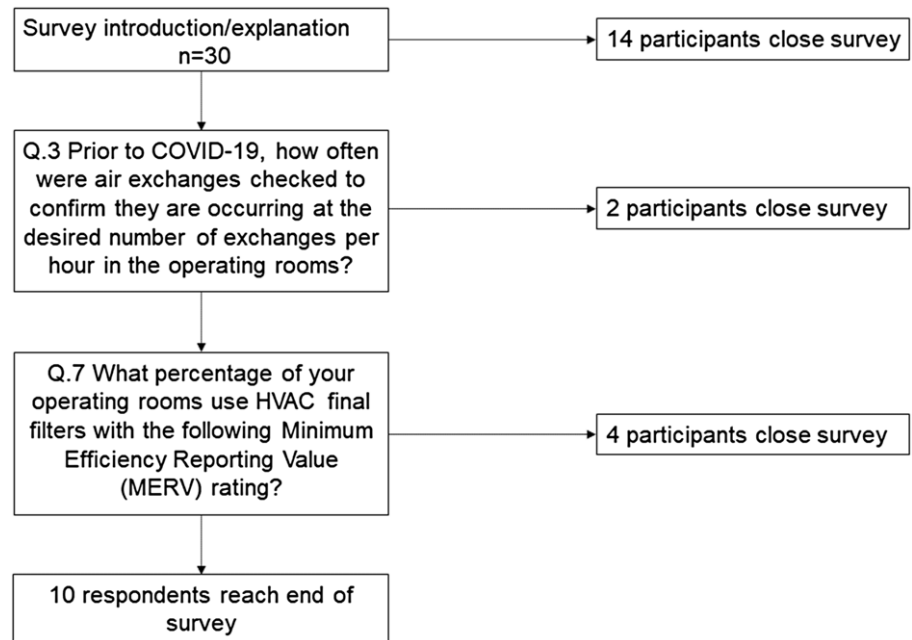 Survey introduction/explanation
n=30
14 participants close survey
Q.3 Prior to COVID-19, how often
were air exchanges checked to
confirm they are occurring at the
desired number of exchanges per
hour in the operating rooms?
2 participants close survey
Q.7 What percentage of your
operating rooms use HVAC final
filters with the following Minimum
Efficiency Reporting Value
(MERV) rating?
4 participants close survey
10 respondents reach end of
survey